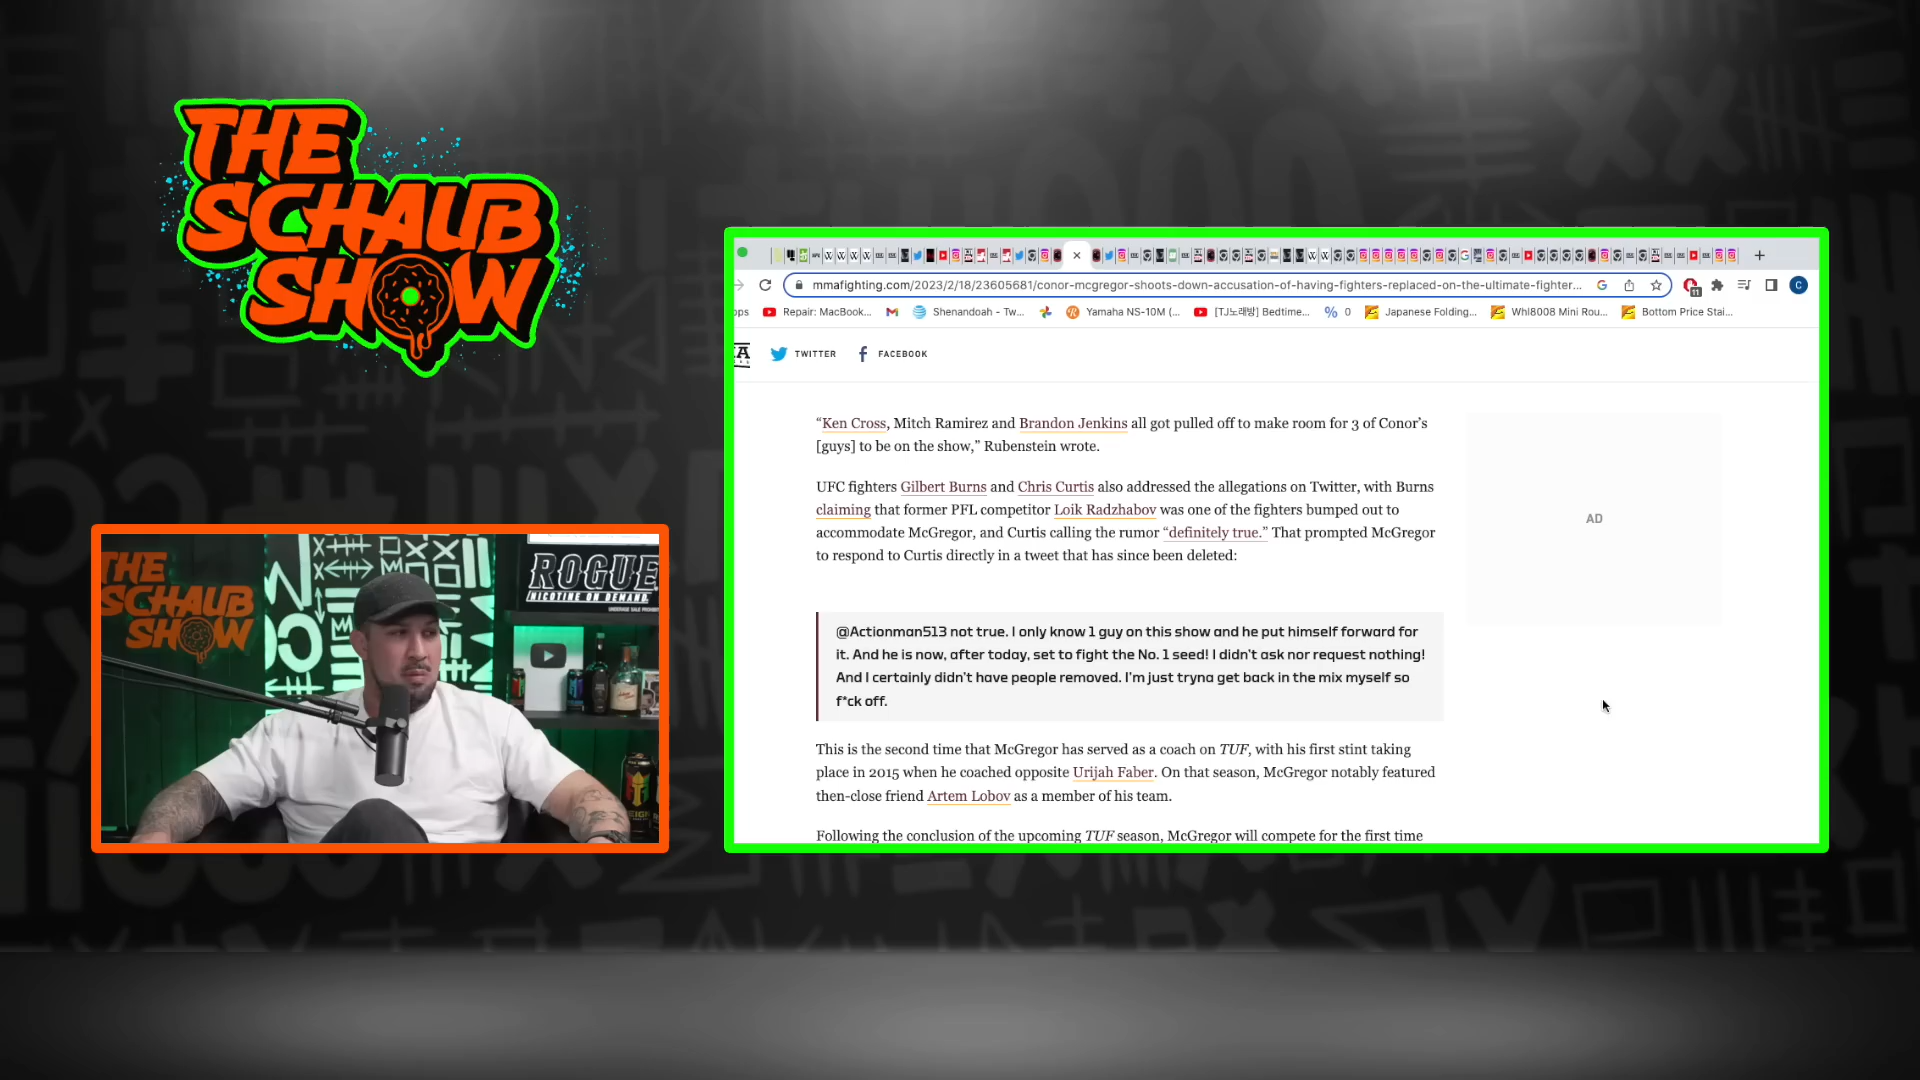 THE
SCHAUB
SHOW
THE
SCHAUB
SHOW
ROGUE
NICOTINE ON DEMAND.
mmafighting.com/2023/2/18/23605681/conor-mcgregor-shoots-down-accusation-of-having-fighters-replaced-on-the-ultimate-fighter...
11
C
ops
Repair: MacBook...
Shenandoah - Tw...
Yamaha NS-10M (...
[TJ노래방] Bedtime...
% 0
Japanese Folding...
Whl8008 Mini Rou...
Bottom Price Stai...
TWITTER
FACEBOOK
“Ken Cross, Mitch Ramirez and Brandon Jenkins all got pulled off to make room for 3 of Conor’s
[guys] to be on the show,” Rubenstein wrote.
UFC fighters Gilbert Burns and Chris Curtis also addressed the allegations on Twitter, with Burns
claiming that former PFL competitor Loik Radzhabov was one of the fighters bumped out to
accommodate McGregor, and Curtis calling the rumor “definitely true.” That prompted McGregor
to respond to Curtis directly in a tweet that has since been deleted:
@Actionman513 not true. I only know 1 guy on this show and he put himself forward for
it. And he is now, after today, set to fight the No. 1 seed! I didn’t ask nor request nothing!
And I certainly didn’t have people removed. I’m just tryna get back in the mix myself so
f*ck off.
This is the second time that McGregor has served as a coach on TUF, with his first stint taking
place in 2015 when he coached opposite Urijah Faber. On that season, McGregor notably featured
then-close friend Artem Lobov as a member of his team.
Following the conclusion of the upcoming TUF season, McGregor will compete for the first time
AD